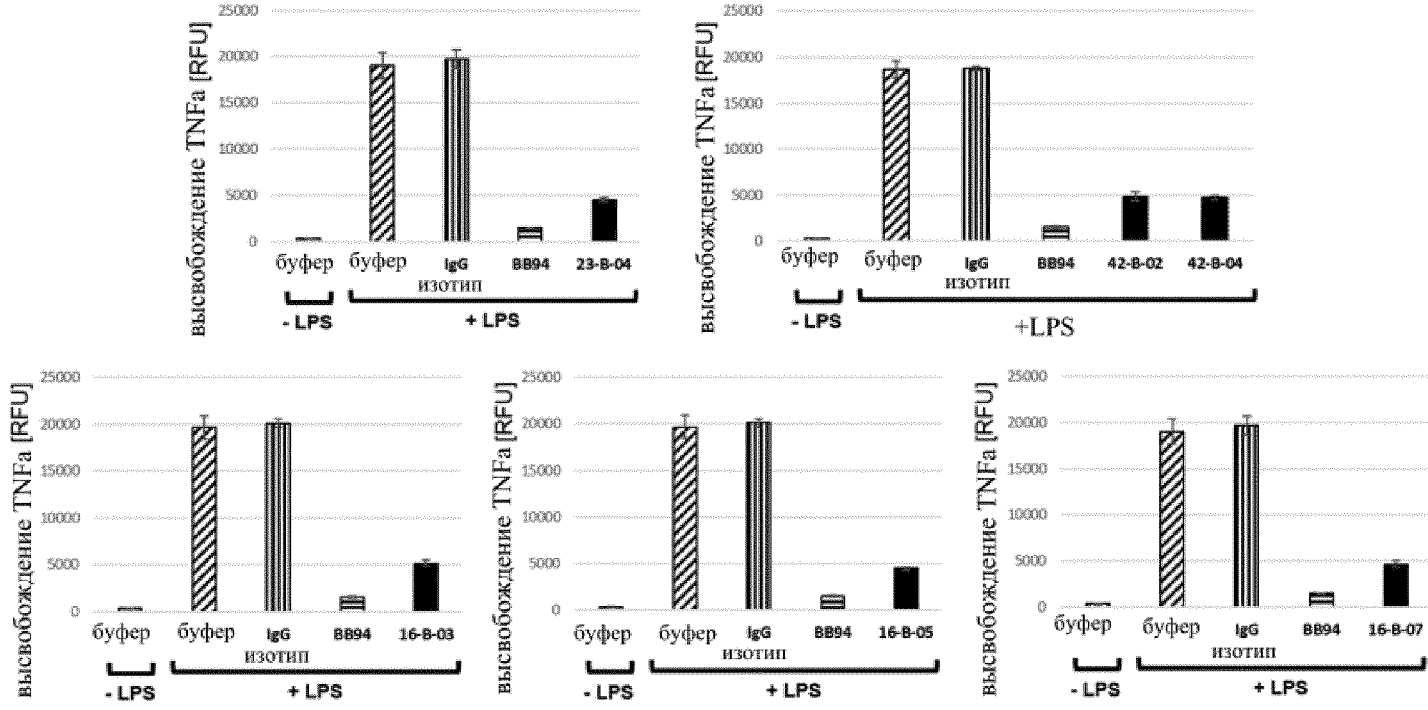 высвобождение TNFa [RFU]
25000
20000
15000
10000
5000
0
буфер буфер IgG BB94 23-B-04
изотип
- LPS + LPS
высвобождение TNFa [RFU]
25000
20000
15000
10000
5000
0
буфер буфер IgG BB94 42-B-02 42-B-04
изотип
- LPS +LPS
высвобождение TNFa [RFU]
25000
20000
15000
10000
5000
0
буфер буфер IgG BB94 16-B-03
изотип
- LPS + LPS
высвобождение TNFa [RFU]
25000
20000
15000
10000
5000
0
буфер буфер IgG BB94 16-B-05
изотип
- LPS + LPS
высвобождение TNFa [RFU]
25000
20000
15000
10000
5000
0
буфер буфер IgG BB94 16-B-07
изотип
- LPS + LPS